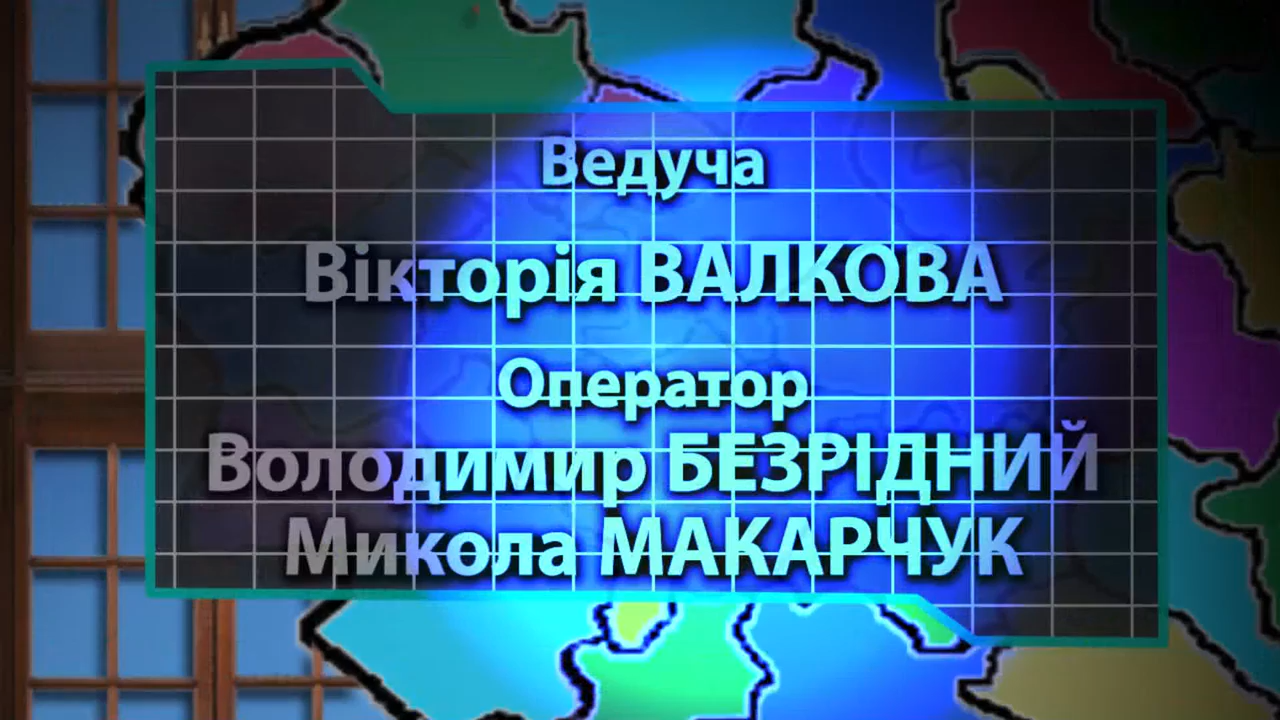 Ведуча
Вікторія ВАЛКОВА
Оператор
Володимир БЕЗРІДНИЙ
Микола МАКАРЧУК